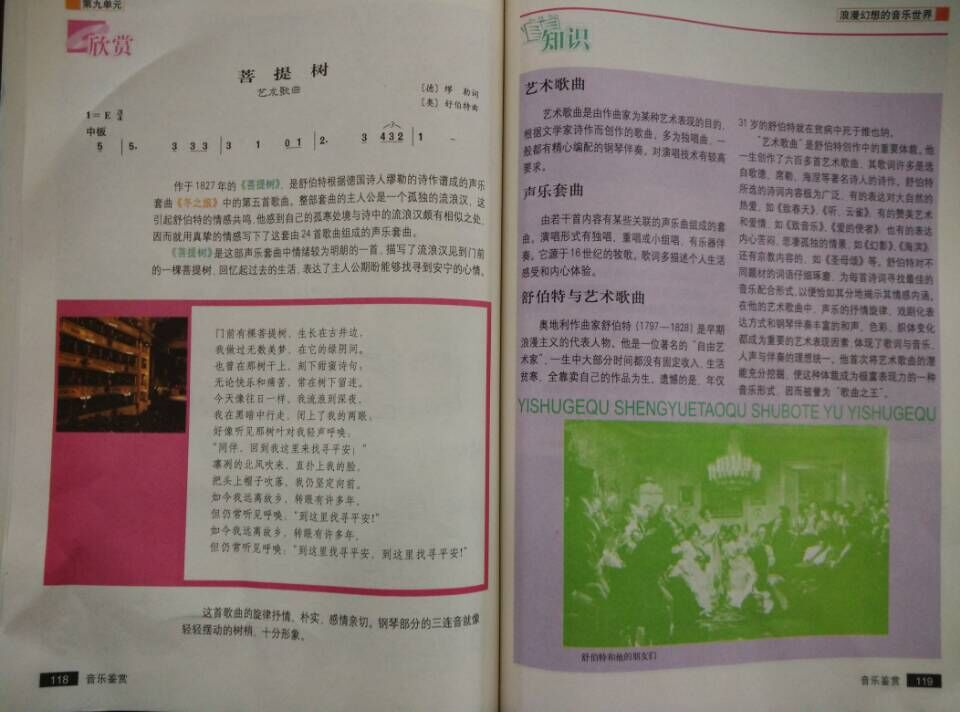 第九单元
欣赏
菩提树
艺术歌曲
[德] 缪 勒词
[奥] 舒伯特曲
1=E 3/4
中板
5 | 5. 3 3 3 3 1 0 1 | 2. 3 4 3 2 | 1 -
作于1827年的《菩提树》，是舒伯特根据德国诗人缪勒的诗作谱成的声乐
套曲《冬之旅》中的第五首歌曲。整部套曲的主人公是一个孤独的流浪汉，这
引起舒伯特的情感共鸣，他感到自己的孤寒处境与诗中的流浪汉颇有相似之处，
因而就用真挚的情感写下了这套由24首歌曲组成的声乐套曲。
《菩提树》是这部声乐套曲中情绪较为明朗的一首，描写了流浪汉见到门前
的一棵菩提树，回忆起过去的生活，表达了主人公期盼能够找寻到安宁的心情。
门前有棵菩提树，生长在古井边，
我做过无数美梦，在它的绿阴间。
也曾在那树干上，刻下甜蜜诗句；
无论快乐和痛苦，常在树下留连。
今天像往日一样，我流浪到深夜，
我在黑暗中行走，闭上了我的两眼；
好像听见那树叶对我轻声呼唤：
“同伴，回到我这里来找寻平安！”
凛冽的北风吹来，直扑上我的脸，
把头上帽子吹落，我仍坚定向前。
如今我远离故乡，转眼有许多年，
但仍常听见呼唤：“到这里找寻平安！”
如今我远离故乡，转眼有许多年，
但仍常听见呼唤：“到这里找寻平安，到这里找寻平安！”
这首歌曲的旋律抒情、朴实，感情亲切。钢琴部分的三连音就像
轻轻摆动的树梢，十分形象。
118 音乐鉴赏
浪漫幻想的音乐世界
知识
艺术歌曲
艺术歌曲是由作曲家为某种艺术表现的目的，
根据文学家诗作而创作的歌曲，多为独唱曲，一
般都有精心编配的钢琴伴奏。对演唱技术有较高
要求。
声乐套曲
由若干首内容有某些关联的声乐曲组成的套
曲。演唱形式有独唱、重唱或小组唱，有乐器伴
奏。它源于16世纪的牧歌。歌词多描述个人生活
感受和内心体验。
舒伯特与艺术歌曲
奥地利作曲家舒伯特（1797—1828）是早期
浪漫主义的代表人物。他是一位著名的“自由艺
术家”，一生中大部分时间都没有固定收入，生活
贫寒，全靠卖自己的作品为生。遗憾的是，年仅
31岁的舒伯特就在贫病中死于维也纳。
“艺术歌曲”是舒伯特创作中的重要体裁。他
一生创作了六百多首艺术歌曲，其歌词许多是选
自歌德、席勒、海涅等著名诗人的诗作。舒伯特
所选的诗词内容极为广泛，有的表达对大自然的
热爱，如《致春天》、《听，云雀》，有的赞美艺术
和爱情，如《致音乐》、《爱的使者》也有的表达
内心苦闷、悲凄孤独的情景，如《幻影》、《海滨》
还有宗教内容的，如《圣母颂》等。舒伯特对不
同题材的词语仔细琢磨，为每首诗词寻找最佳的
音乐配合形式，以便恰如其分地揭示其情感内涵。
在他的艺术歌曲中，声乐的抒情旋律、戏剧化表
达方式和钢琴伴奏丰富的和声、色彩、织体变化
都成为重要的艺术表现因素，体现了歌词与音乐、
人声与伴奏的理想统一。他首次将艺术歌曲的潜
能充分挖掘，使这种体裁成为极富表现力的一种
音乐形式，因而被誉为“歌曲之王”。
YISHUGEQU SHENGYUETAOQU SHUBOTE YU YISHUGEQU
舒伯特和他的朋友们
音乐鉴赏 119